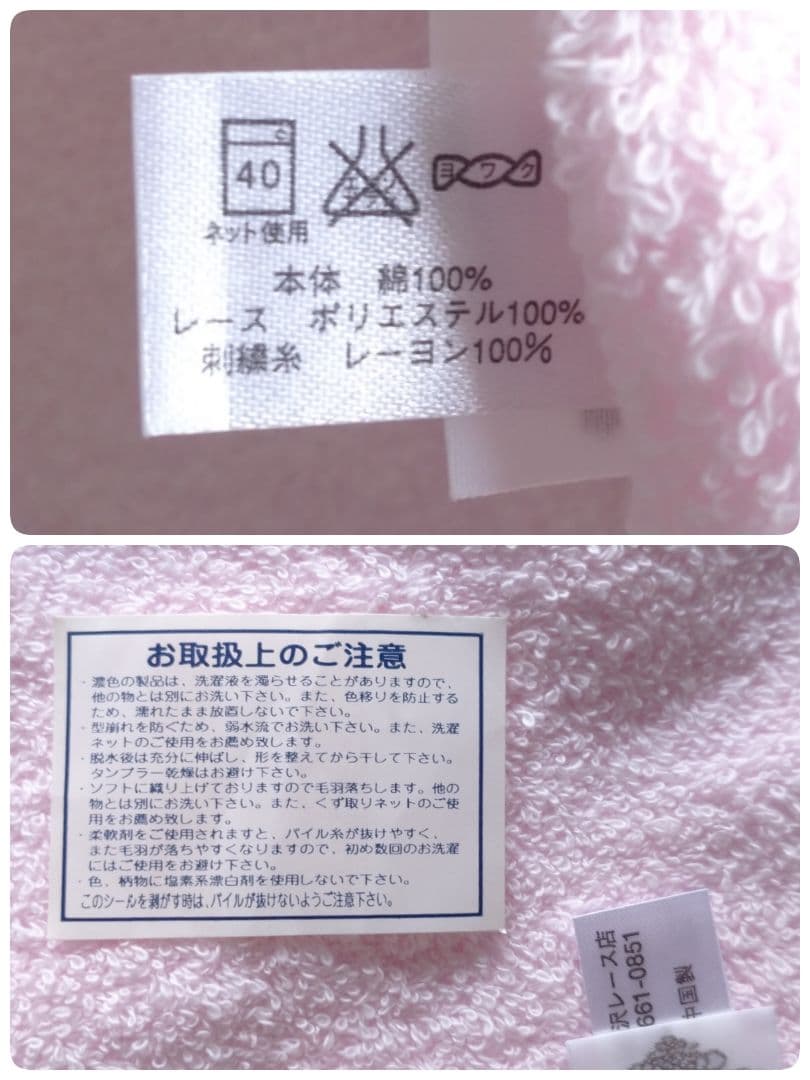 40
ヨワク
ネット使用
本体 綿100%
レース ポリエステル100%
刺繍糸 レーヨン100%
お取扱上のご注意
・濃色の製品は、洗濯液を濁らせることがありますので、
他の物とは別にお洗い下さい。また、色移りを防止する
ため、濡れたまま放置しないで下さい。
・型崩れを防ぐため、弱水流でお洗い下さい。また、洗濯
ネットのご使用をお薦め致します。
・脱水後は充分に伸ばし、形を整えてから干して下さい。
タンブラー乾燥はお避け下さい。
・ソフトに織り上げておりますので毛羽落ちします。他の
物とは別にお洗い下さい。また、くず取りネットのご使
用をお薦め致します。
・柔軟剤をご使用されますと、パイル糸が抜けやすく、
また毛羽が落ちやすくなりますので、初め数回のお洗濯
にはご使用をお避け下さい。
・色、柄物に塩素系漂白剤を使用しないで下さい。
このシールを剥がす時は、パイルが抜けないようご注意下さい。
沢レース店
661-0851
中国製